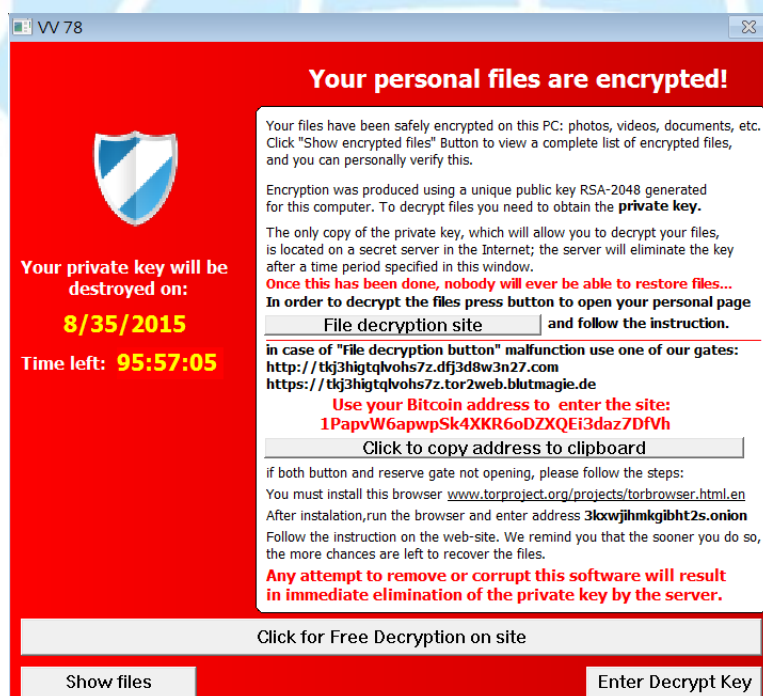 VV 78
Your personal files are encrypted!
Your files have been safely encrypted on this PC: photos, videos, documents, etc.
Click "Show encrypted files" Button to view a complete list of encrypted files,
and you can personally verify this.
Encryption was produced using a unique public key RSA-2048 generated
for this computer. To decrypt files you need to obtain the private key.
The only copy of the private key, which will allow you to decrypt your files,
is located on a secret server in the Internet; the server will eliminate the key
after a time period specified in this window.
Once this has been done, nobody will ever be able to restore files...
In order to decrypt the files press button to open your personal page
File decryption site and follow the instruction.
in case of "File decryption button" malfunction use one of our gates:
http://tkj3higtqlvohs7z.dfj3d8w3n27.com
https://tkj3higtqlvohs7z.tor2web.blutmagie.de
Use your Bitcoin address to enter the site:
1PapvW6apwpSk4XKR6oDZXQEi3daz7DfVh
Click to copy address to clipboard
if both button and reserve gate not opening, please follow the steps:
You must install this browser www.torproject.org/projects/torbrowser.html.en
After instalation,run the browser and enter address 3kxwjihmkgibht2s.onion
Follow the instruction on the web-site. We remind you that the sooner you do so,
the more chances are left to recover the files.
Any attempt to remove or corrupt this software will result
in immediate elimination of the private key by the server.
Your private key will be
destroyed on:
8/35/2015
Time left: 95:57:05
Click for Free Decryption on site
Show files
Enter Decrypt Key